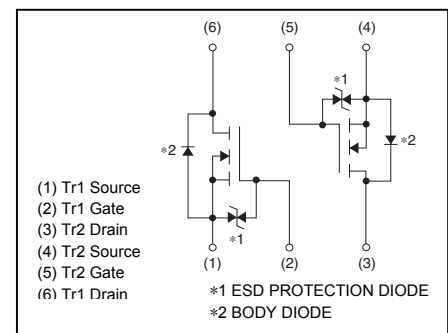 (6) (5) (4)
∗1
∗2
∗2
(1) Tr1 Source
(2) Tr1 Gate
(3) Tr2 Drain
(4) Tr2 Source
(5) Tr2 Gate
(6) Tr1 Drain
∗1
(1) (2) (3)
∗1 ESD PROTECTION DIODE
∗2 BODY DIODE